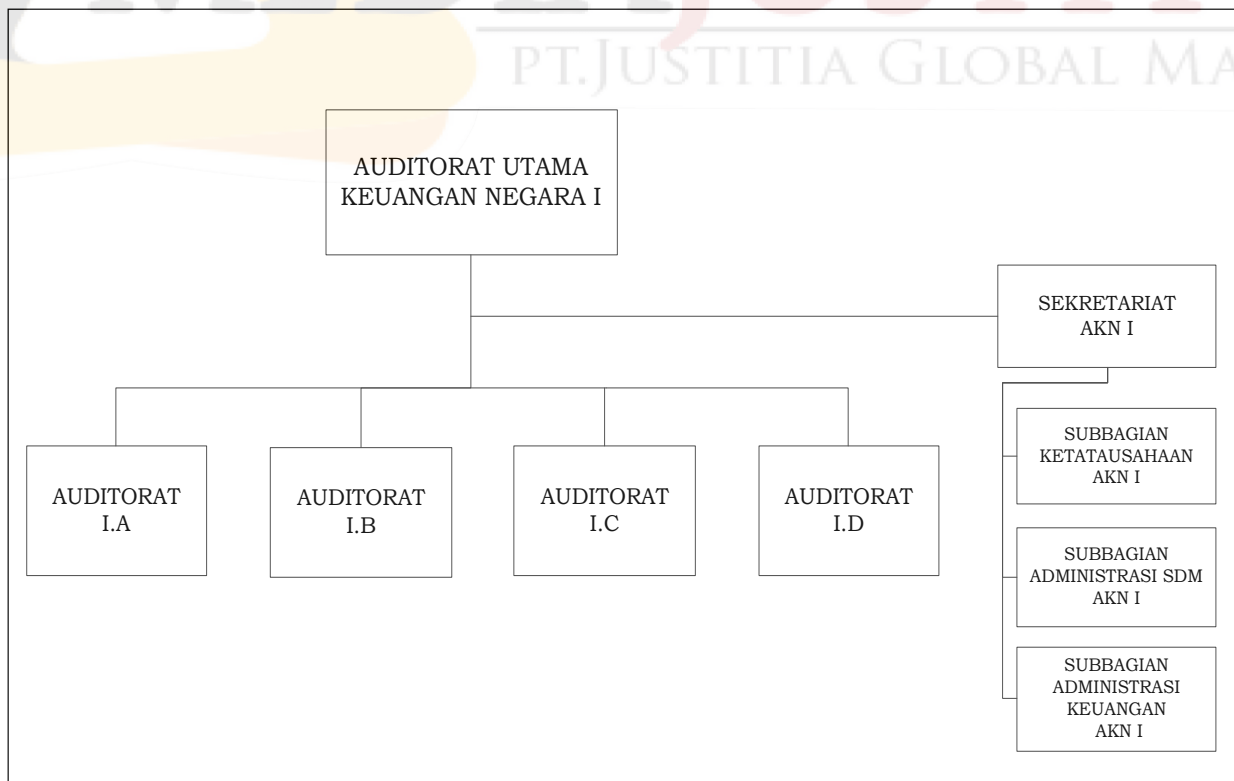 PT.JUSTITIA GLOBAL MA
AUDITORAT UTAMA
KEUANGAN NEGARA I
SEKRETARIAT
AKN I
AUDITORAT
I.A
AUDITORAT
I.B
AUDITORAT
I.C
AUDITORAT
I.D
SUBBAGIAN
KETATAUSAHAAN
AKN I
SUBBAGIAN
ADMINISTRASI SDM
AKN I
SUBBAGIAN
ADMINISTRASI
KEUANGAN
AKN I